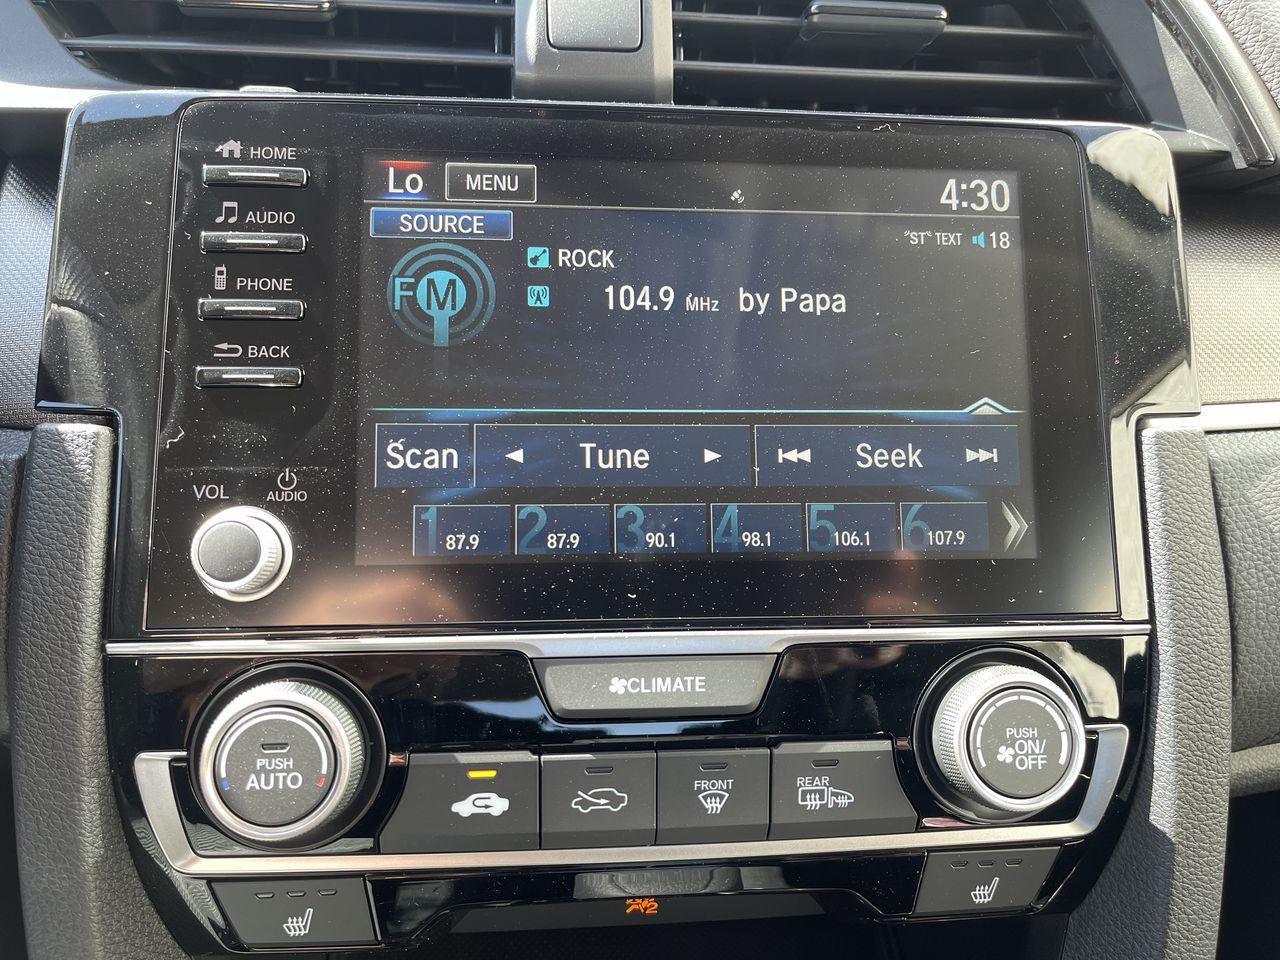 HOME
AUDIO
PHONE
BACK
VOL
AUDIO
Lo MENU 4:30
SOURCE
"ST" TEXT 18
FM
ROCK
104.9 MHz by Papa
Scan Tune Seek
1 87.9 2 87.9 3 90.1 4 98.1 5 106.1 6 107.9
CLIMATE
PUSH
AUTO
FRONT
REAR
PUSH
ON/
OFF
2